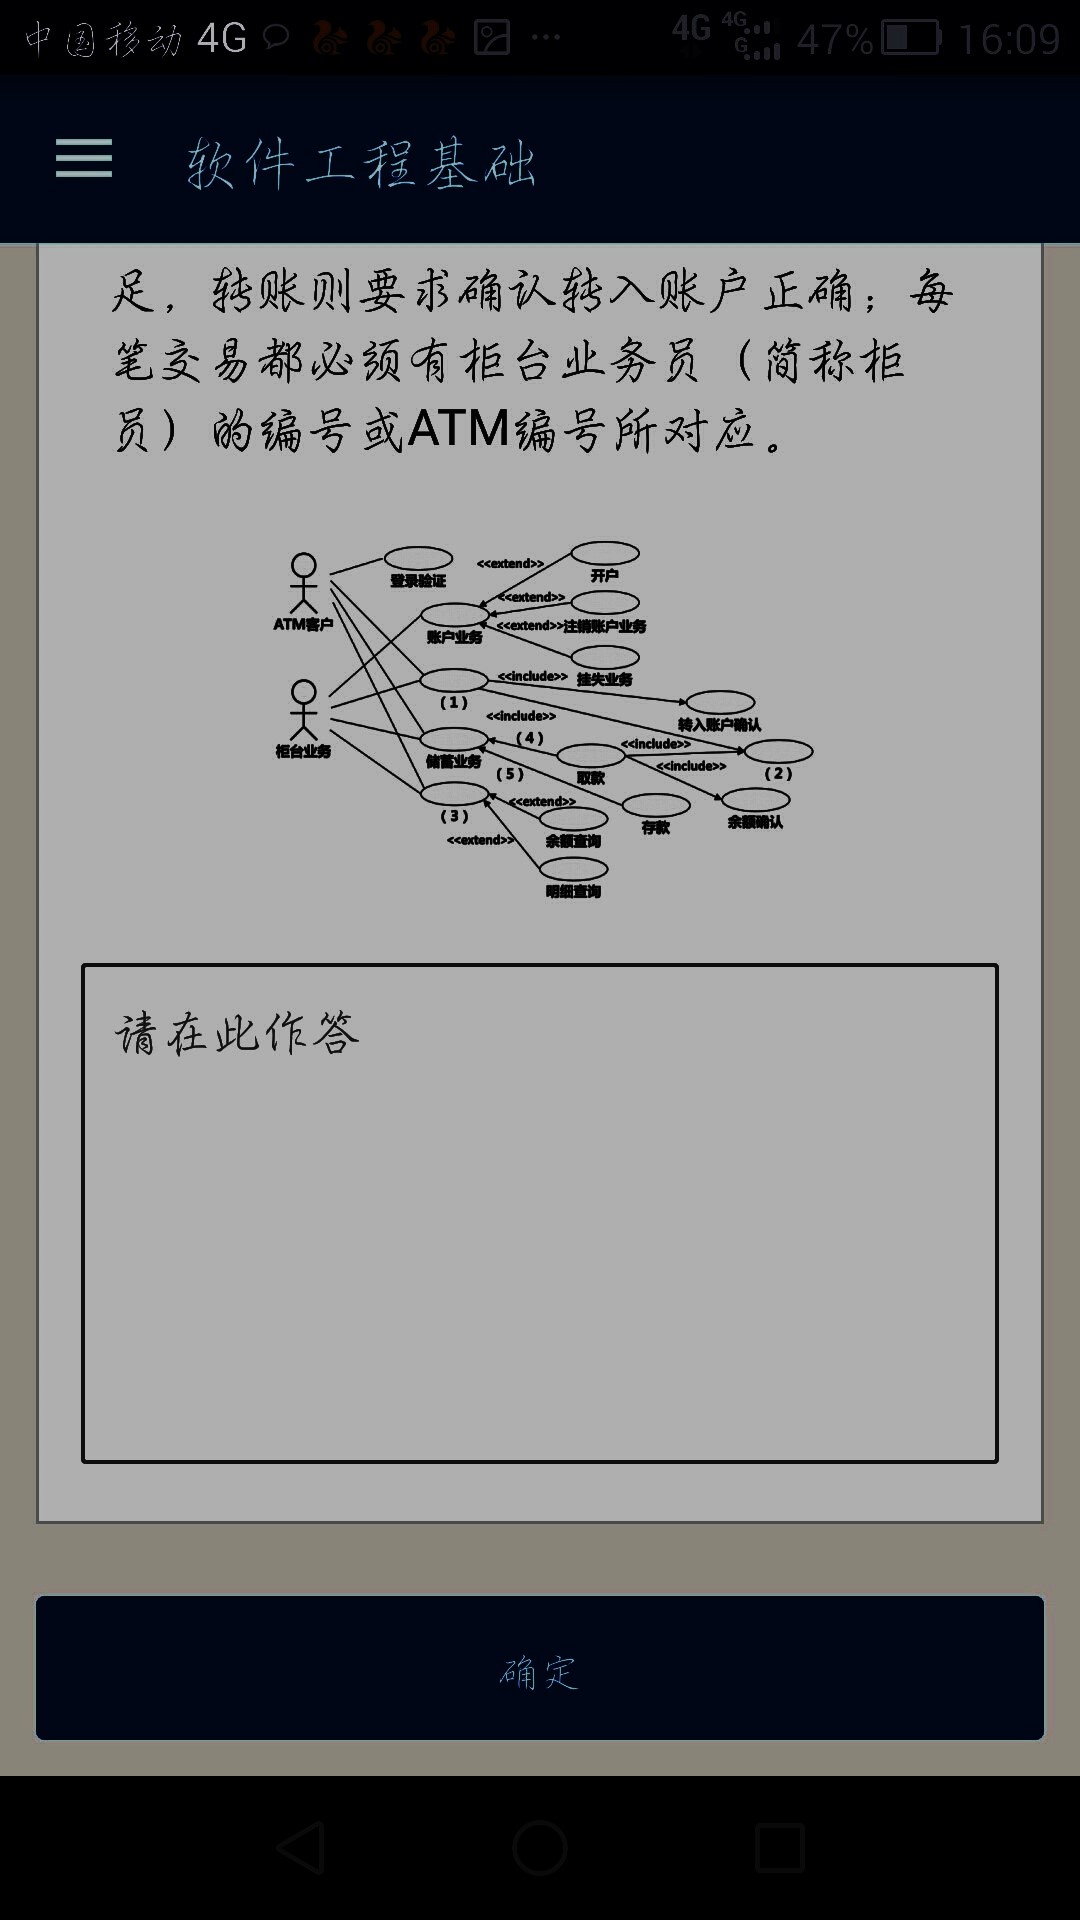 中国移动 4G ... 4G 4G G 47% 16:09
软件工程基础
足，转账则要求确认转入账户正确；每
笔交易都必须有柜台业务员（简称柜
员）的编号或ATM编号所对应。
登录验证
<<extend>>
开户
ATM客户
<<extend>>
账户业务
<<extend>>
注销账户业务
<<include>>
挂失业务
（1）
转入账户确认
<<include>>
柜台业务
储蓄业务
（4）
<<include>>
（2）
（5）
取款
<<include>>
（3）
<<extend>>
存款
余额确认
余额查询
<<extend>>
明细查询
请在此作答
确定